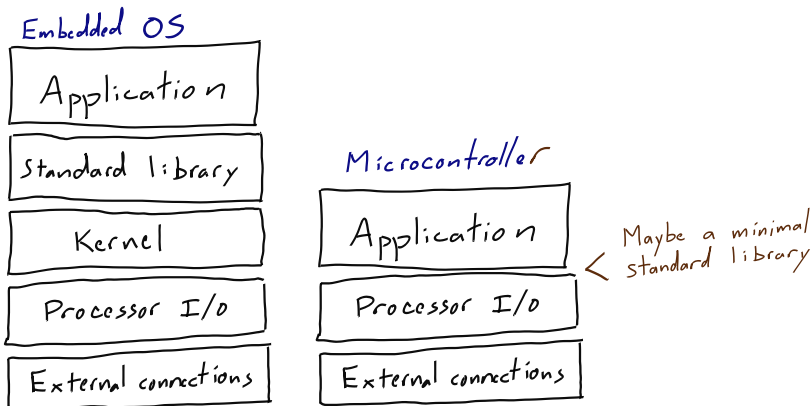 Embedded OS
Application
Standard library
Kernel
Processor I/O
External connections
Microcontroller
Application
Processor I/O
External connections
Maybe a minimal
standard library